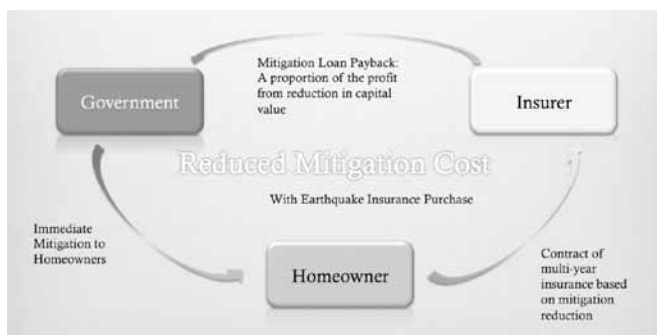 Mitigation Loan Payback:
A proportion of the profit
from reduction in capital
value
Government
Insurer
Reduced Mitigation Cost
With Earthquake Insurance Purchase
Immediate
Mitigation to
Homeowners
Homeowner
Contract of
multi-year
insurance based
on mitigation
reduction